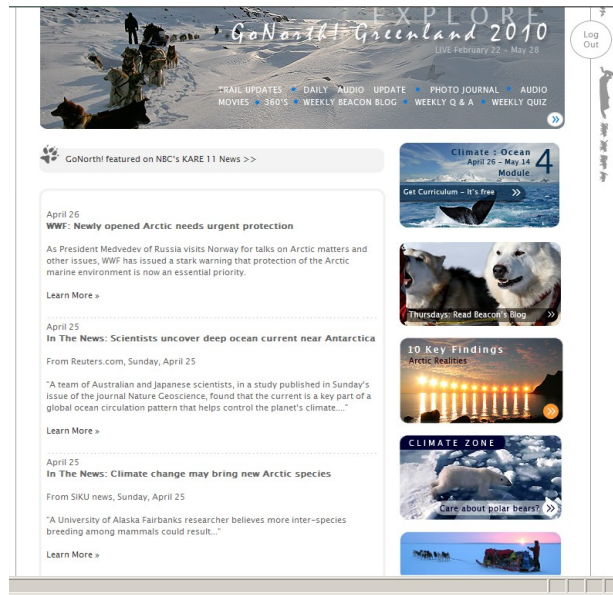 EXPLORE
GoNorth! Greenland 2010
LIVE February 22 - May 28
TRAIL UPDATES • DAILY AUDIO UPDATE • PHOTO JOURNAL • AUDIO
MOVIES • 360'S • WEEKLY BEACON BLOG • WEEKLY Q & A • WEEKLY QUIZ
Log
Out
GoNorth! featured on NBC's KARE 11 News >>
April 26
WWF: Newly opened Arctic needs urgent protection
As President Medvedev of Russia visits Norway for talks on Arctic matters and
other issues, WWF has issued a stark warning that protection of the Arctic
marine environment is now an essential priority.
Learn More »
April 25
In The News: Scientists uncover deep ocean current near Antarctica
From Reuters.com, Sunday, April 25
"A team of Australian and Japanese scientists, in a study published in Sunday's
issue of the journal Nature Geoscience, found that the current is a key part of a
global ocean circulation pattern that helps control the planet's climate...."
Learn More »
April 25
In The News: Climate change may bring new Arctic species
From SIKU news, Sunday, April 25
"A University of Alaska Fairbanks researcher believes more inter-species
breeding among mammals could result..."
Learn More »
Climate : Ocean
April 26 - May 14
Module
4
Get Curriculum - It's free »
Thursdays: Read Beacon's Blog »
10 Key Findings
Arctic Realities
CLIMATE ZONE
Care about polar bears? »